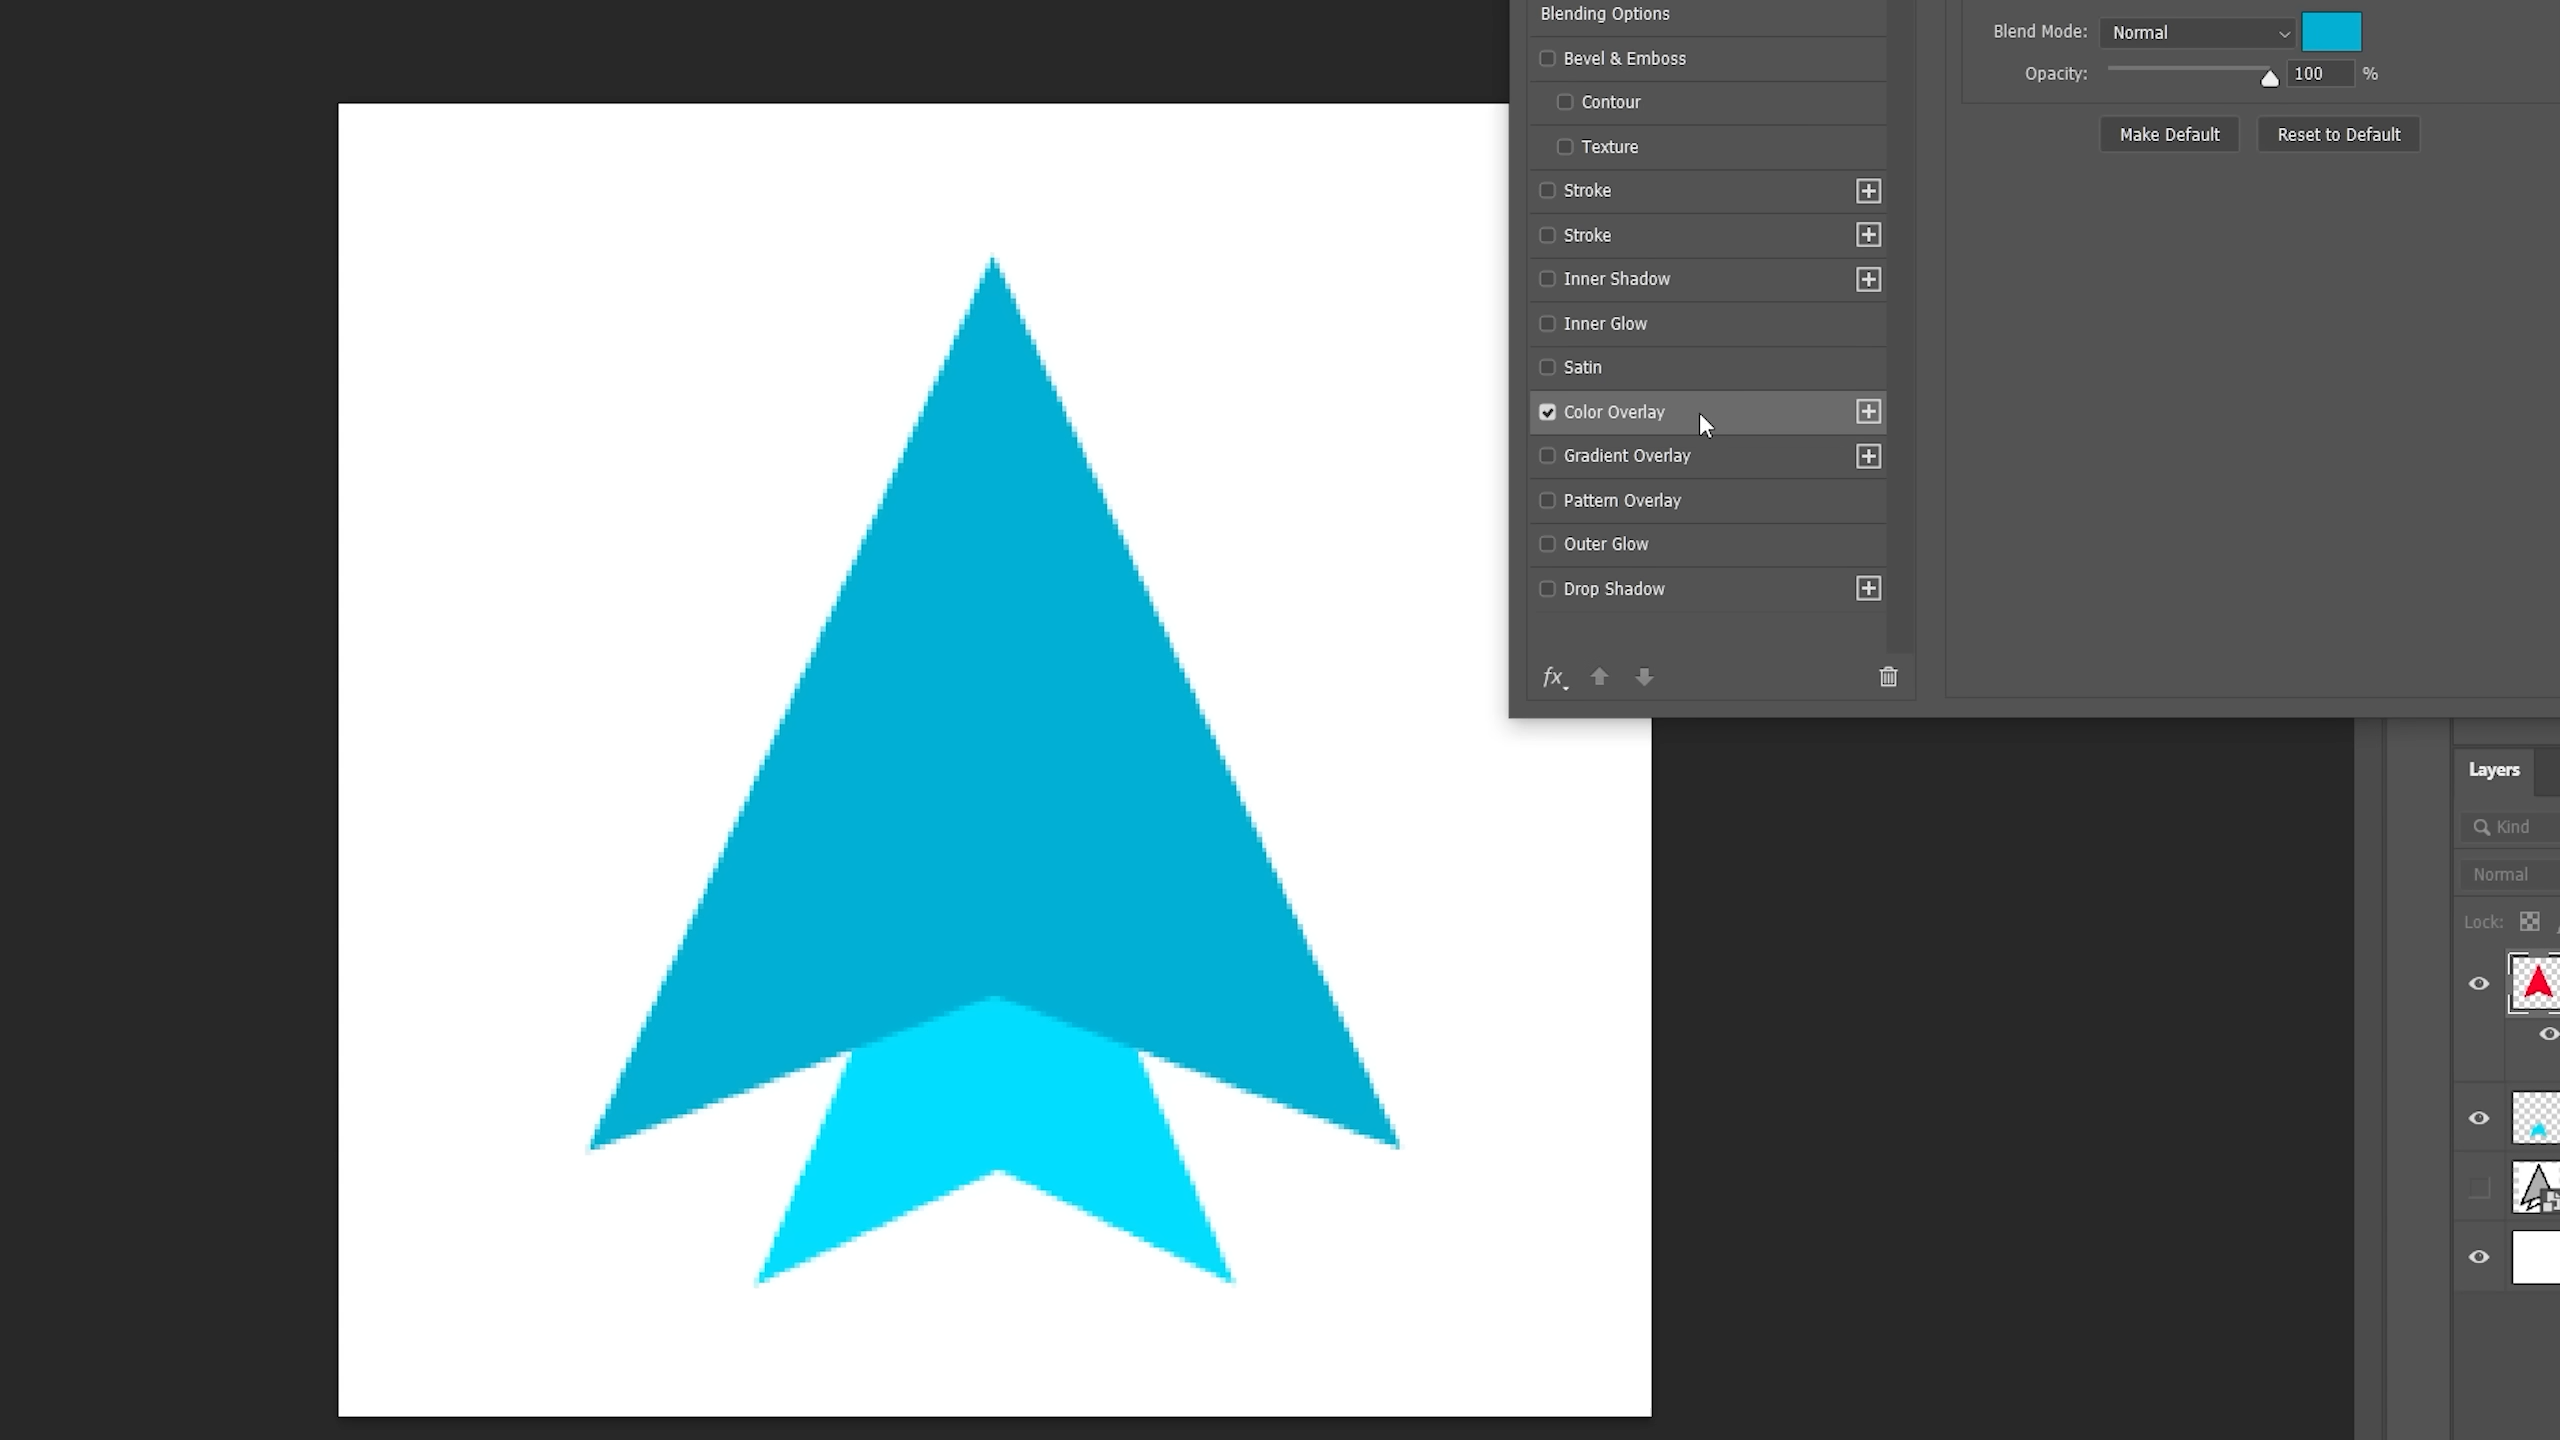 Blending Options
Bevel & Emboss
Contour
Texture
Stroke
Stroke
Inner Shadow
Inner Glow
Satin
Color Overlay
Gradient Overlay
Pattern Overlay
Outer Glow
Drop Shadow
fx
Blend Mode: Normal
Opacity: 100 %
Make Default Reset to Default
Layers
Kind
Normal
Lock: